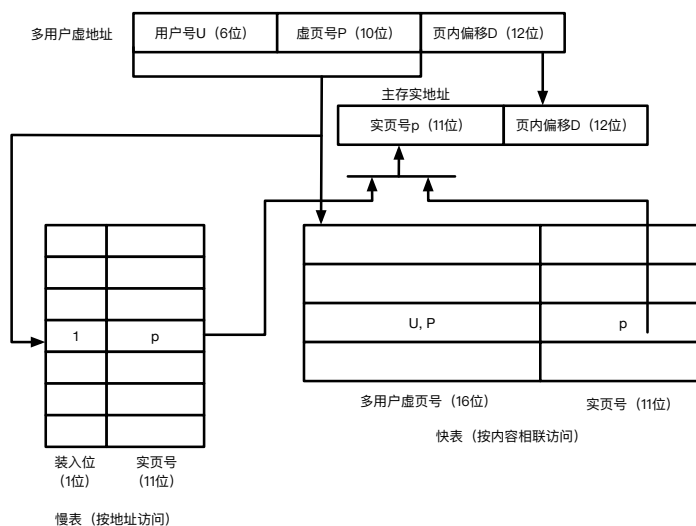 多用户虚地址 用户号U（6位） 虚页号P（10位） 页内偏移D（12位）
主存实地址
实页号p（11位） 页内偏移D（12位）
1 p
U, P p
多用户虚页号（16位） 实页号（11位）
快表（按内容相联访问）
装入位 实页号
（1位） （11位）
慢表（按地址访问）